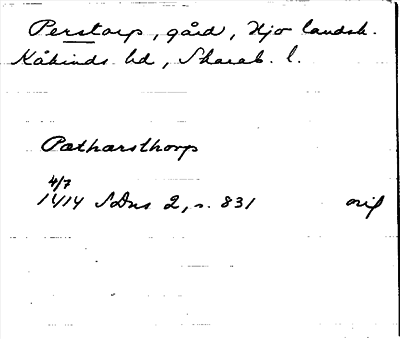 Perstorp, gård, Hjo landsk.
Kåkinds hd, Skarab. l.
Pætharsthorp
4/7
1414 SDns 2, s. 831 orig